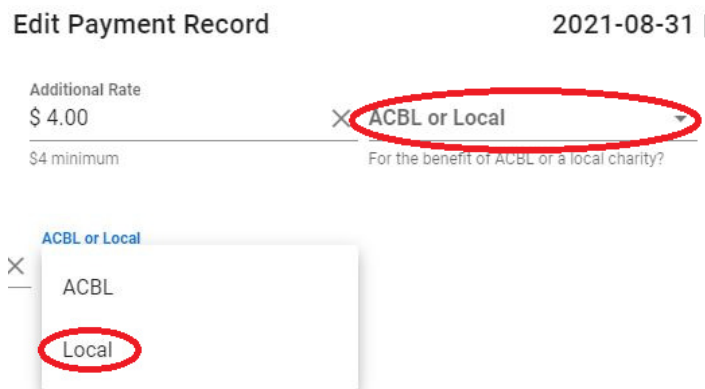 Edit Payment Record 2021-08-31
Additional Rate
$ 4.00 ACBL or Local
$4 minimum For the benefit of ACBL or a local charity?
ACBL or Local
ACBL
Local